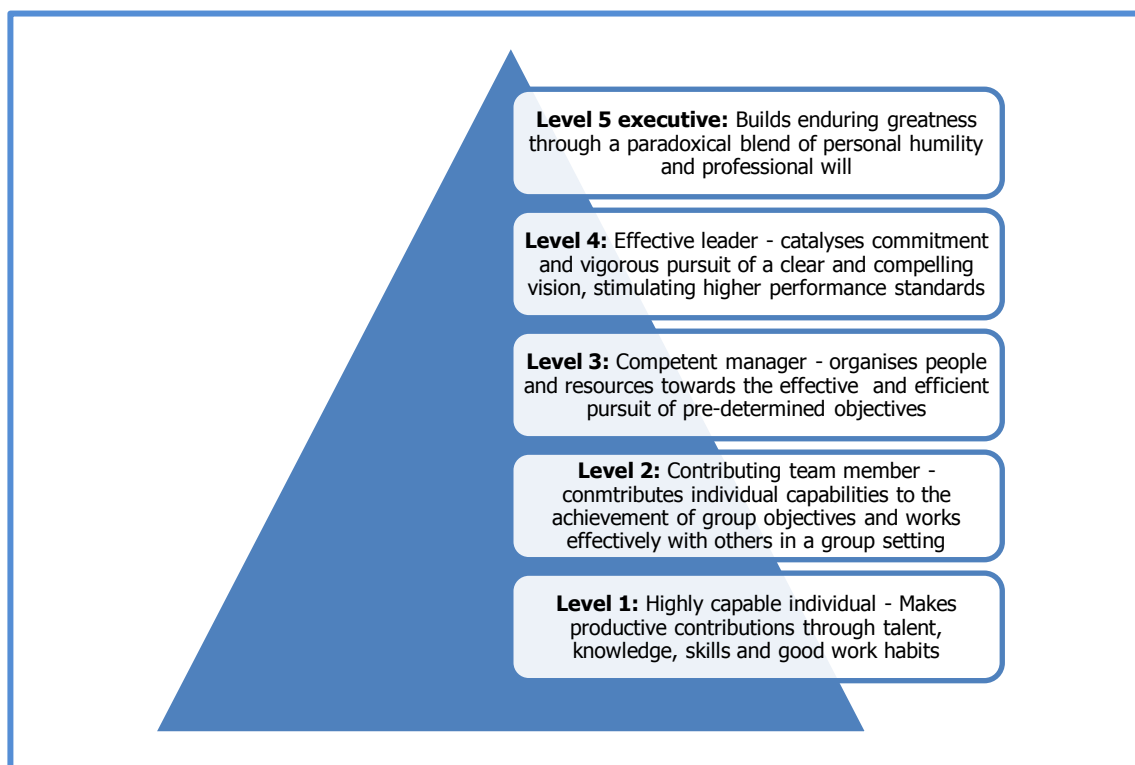 Level 5 executive: Builds enduring greatness
through a paradoxical blend of personal humility
and professional will
Level 4: Effective leader - catalyses commitment
and vigorous pursuit of a clear and compelling
vision, stimulating higher performance standards
Level 3: Competent manager - organises people
and resources towards the effective  and efficient
pursuit of pre-determined objectives
Level 2: Contributing team member -
conmtributes individual capabilities to the
achievement of group objectives and works
effectively with others in a group setting
Level 1: Highly capable individual - Makes
productive contributions through talent,
knowledge, skills and good work habits